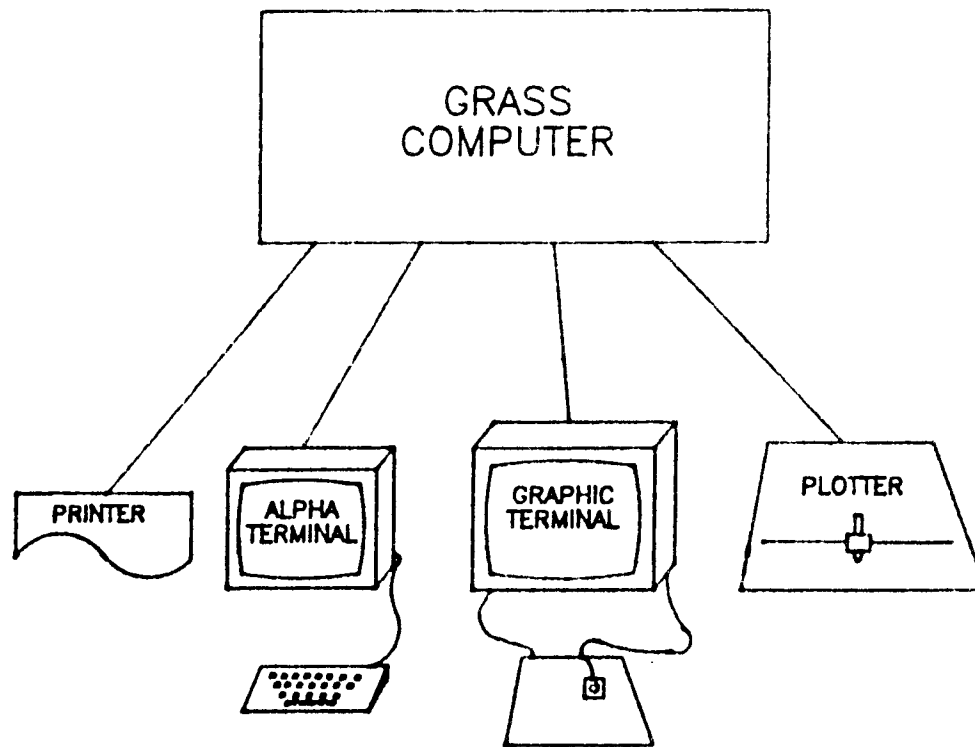 GRASS
COMPUTER
PRINTER
ALPHA
TERMINAL
GRAPHIC
TERMINAL
PLOTTER